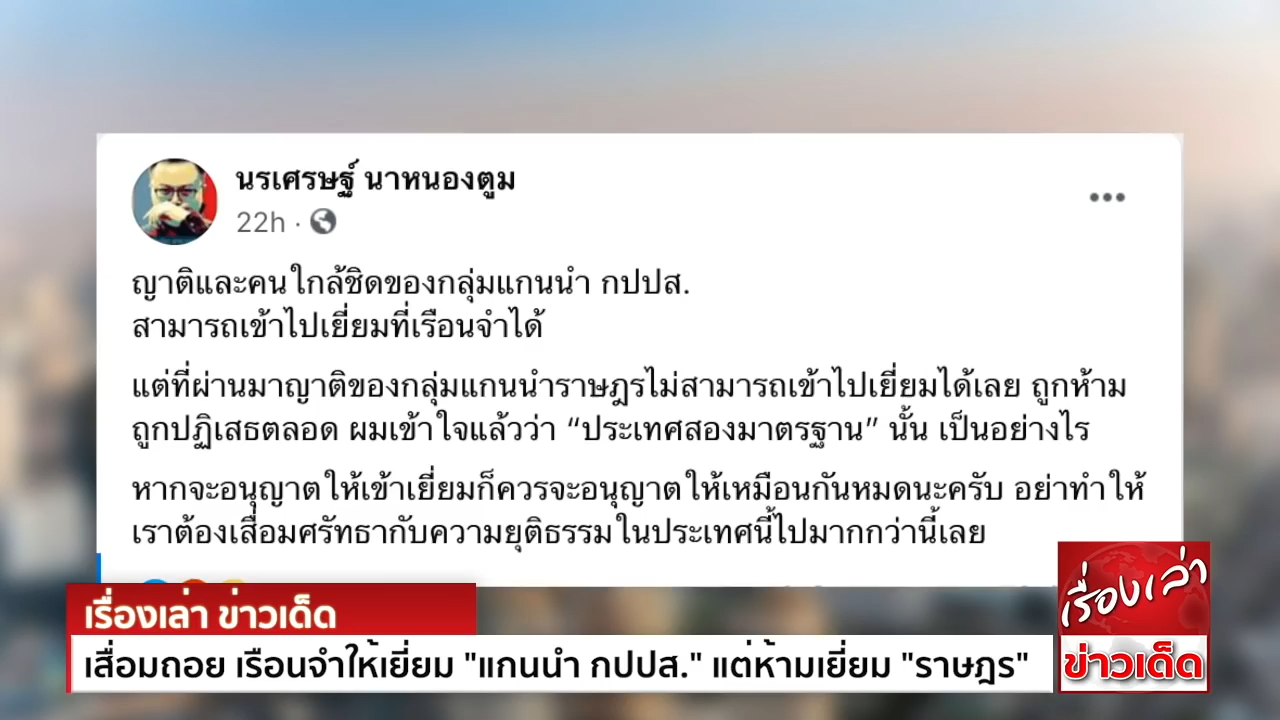 นรเศรษฐ์ นาหนองตูม
22h ·
ญาติและคนใกล้ชิดของกลุ่มแกนนำ กปปส.
สามารถเข้าไปเยี่ยมที่เรือนจำได้
แต่ที่ผ่านมาญาติของกลุ่มแกนนำราษฎรไม่สามารถเข้าไปเยี่ยมได้เลย ถูกห้าม
ถูกปฏิเสธตลอด ผมเข้าใจแล้วว่า “ประเทศสองมาตรฐาน” นั้น เป็นอย่างไร
หากจะอนุญาตให้เข้าเยี่ยมก็ควรจะอนุญาตให้เหมือนกันหมดนะครับ อย่าทำให้
เราต้องเสื่อมศรัทธากับความยุติธรรมในประเทศนี้ไปมากกว่านี้เลย
เรื่องเล่า ข่าวเด็ด
เสื่อมถอย เรือนจำให้เยี่ยม "แกนนำ กปปส." แต่ห้ามเยี่ยม "ราษฎร"
เรื่องเล่า
ข่าวเด็ด